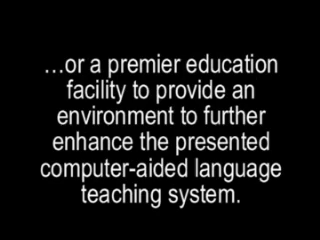 …or a premier education
facility to provide an
environment to further
enhance the presented
computer-aided language
teaching system.